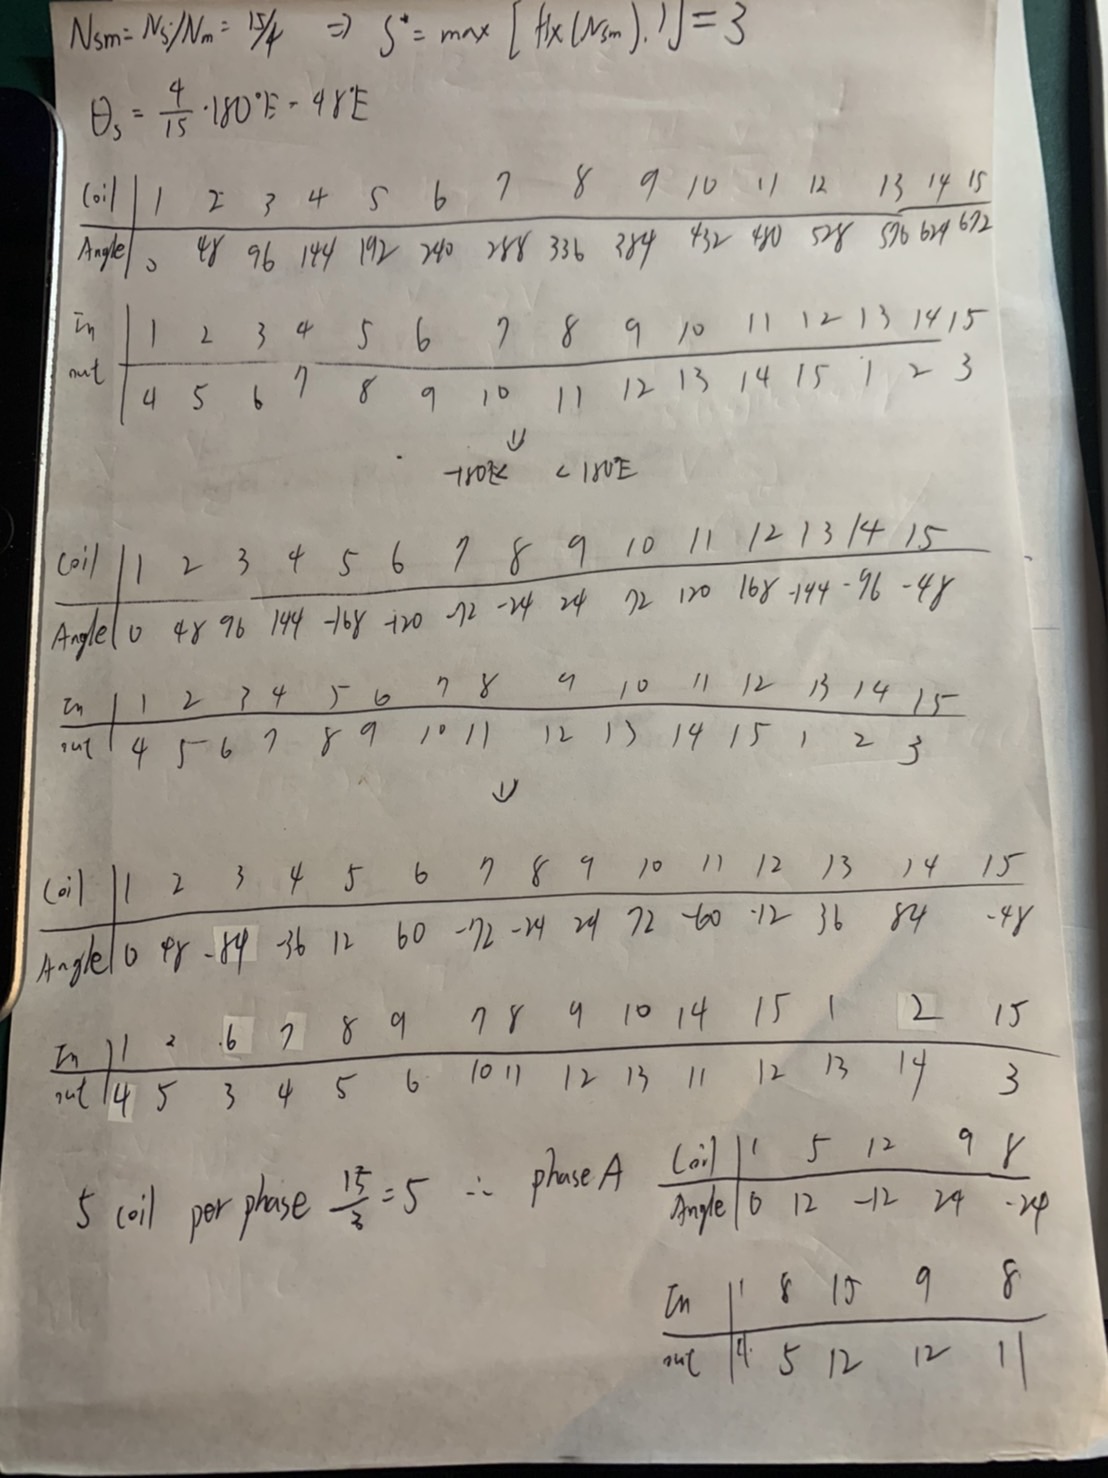 Nsm = Ns/Nm = 15/4 ⇒ S* = max [ fix (Nsm), 1 ] = 3
θs = 4/15 · 180°E = 48°E
Coil | 1 2 3 4 5 6 7 8 9 10 11 12 13 14 15
Angle | 0 48 96 144 192 240 288 336 384 432 480 528 576 624 672
In | 1 2 3 4 5 6 7 8 9 10 11 12 13 14 15
out | 4 5 6 7 8 9 10 11 12 13 14 15 1 2 3
↓
-180°E< < 180°E
Coil | 1 2 3 4 5 6 7 8 9 10 11 12 13 14 15
Angle | 0 48 96 144 -168 -120 -72 -24 24 72 120 168 -144 -96 -48
In | 1 2 3 4 5 6 7 8 9 10 11 12 13 14 15
out | 4 5 6 7 8 9 10 11 12 13 14 15 1 2 3
↓
Coil | 1 2 3 4 5 6 7 8 9 10 11 12 13 14 15
Angle | 0 48 -84 -36 12 60 -72 -24 24 72 -60 -12 36 84 -48
In | 1 2 6 7 8 9 7 8 9 10 14 15 1 2 15
out | 4 5 3 4 5 6 10 11 12 13 11 12 13 14 3
5 coil per phase 15/3 = 5 ∴ phase A
Coil | 1 5 12 9 8
Angle | 0 12 -12 24 -24
In | 1 8 15 9 8
out | 4 5 12 12 11